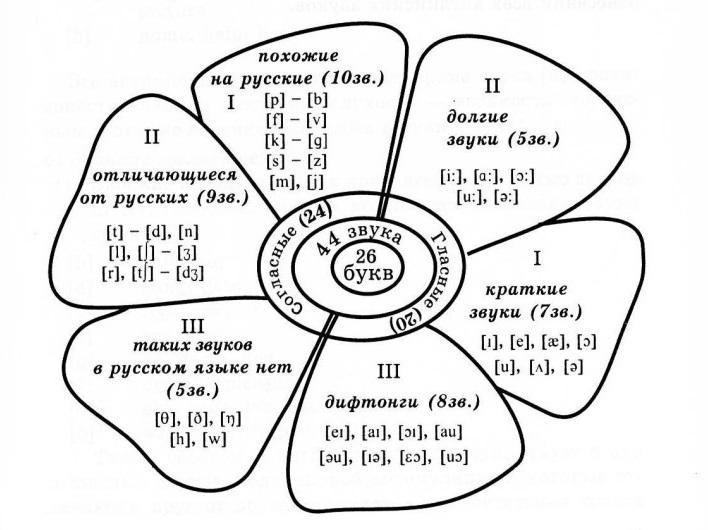 похожие
на русские (10зв.)
I
[p] – [b]
[f] – [v]
[k] – [g]
[s] – [z]
[m], [j]
II
долгие
звуки (5зв.)
[i:], [ɑ:], [ɔ:]
[u:], [ə:]
I
краткие
звуки (7зв.)
[ɪ], [e], [æ], [ɔ]
[u], [ʌ], [ə]
III
дифтонги (8зв.)
[eɪ], [aɪ], [ɔɪ], [au]
[əu], [ɪə], [ɛə], [uə]
III
таких звуков
в русском языке нет
(5зв.)
[θ], [ð], [ŋ]
[h], [w]
II
отличающиеся
от русских (9зв.)
[t] – [d], [n]
[l], [ʃ] – [ʒ]
[r], [tʃ] – [dʒ]
Согласные (24)
Гласные (20)
44 звука
26
букв